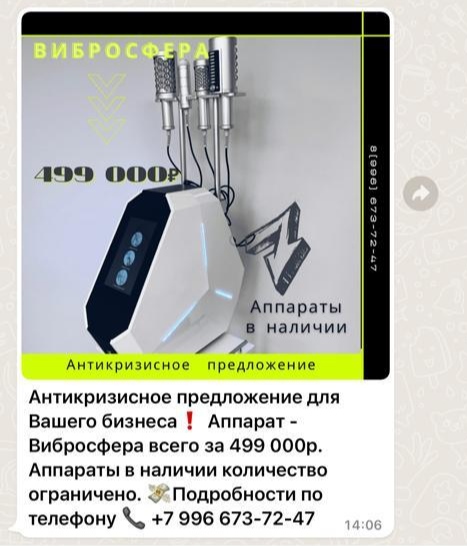 ВИБРОСФЕРА
499 000₽
8(996) 673-72-47
Аппараты
в наличии
Антикризисное предложение
Антикризисное предложение для
Вашего бизнеса❗ Аппарат -
Вибросфера всего за 499 000р.
Аппараты в наличии количество
ограничено. 💸Подробности по
телефону 📞 +7 996 673-72-47
14:06